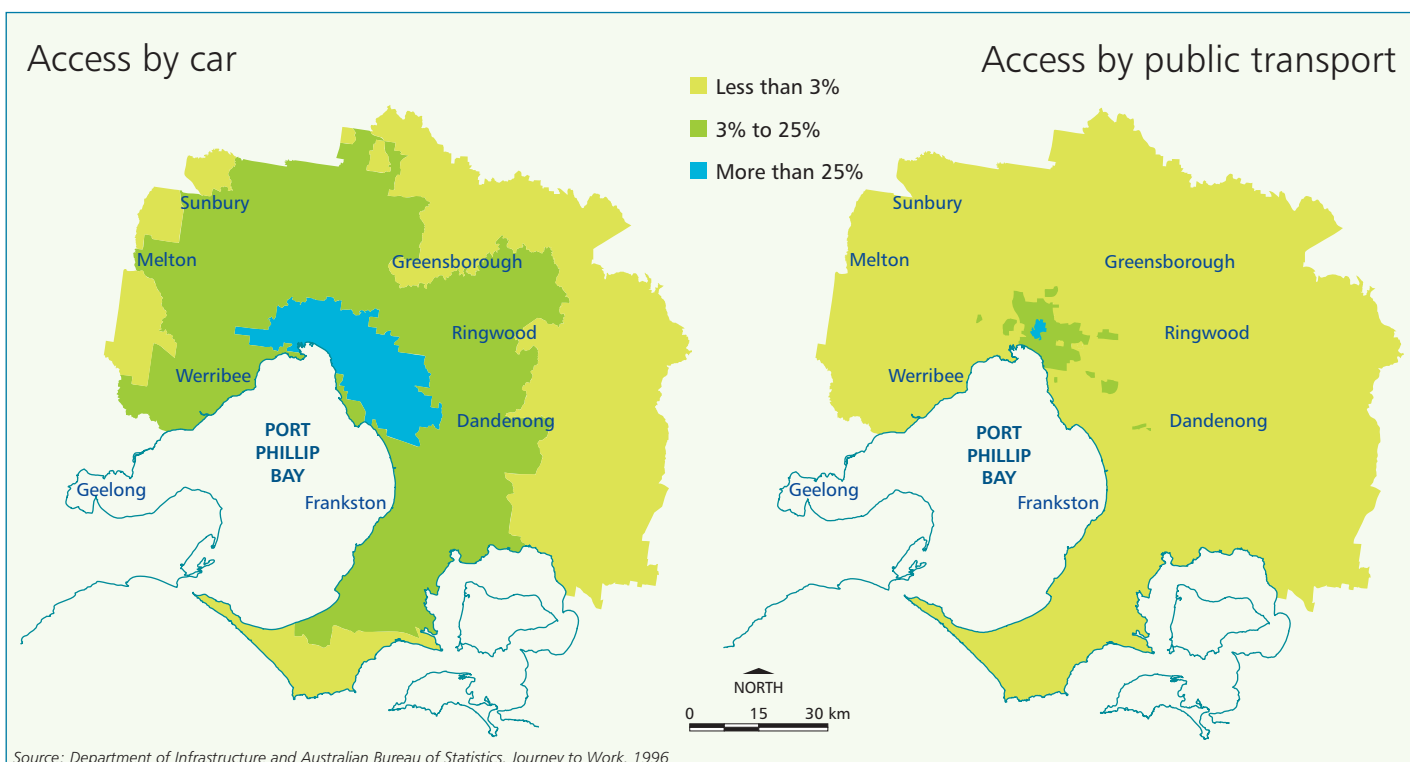 Access by car
Access by public transport
Less than 3%
3% to 25%
More than 25%
Sunbury
Melton
Greensborough
Ringwood
Werribee
Dandenong
PORT
PHILLIP
BAY
Geelong
Frankston
Sunbury
Melton
Greensborough
Ringwood
Werribee
Dandenong
PORT
PHILLIP
BAY
Geelong
Frankston
NORTH
0 15 30 km
Source: Department of Infrastructure and Australian Bureau of Statistics, Journey to Work, 1996